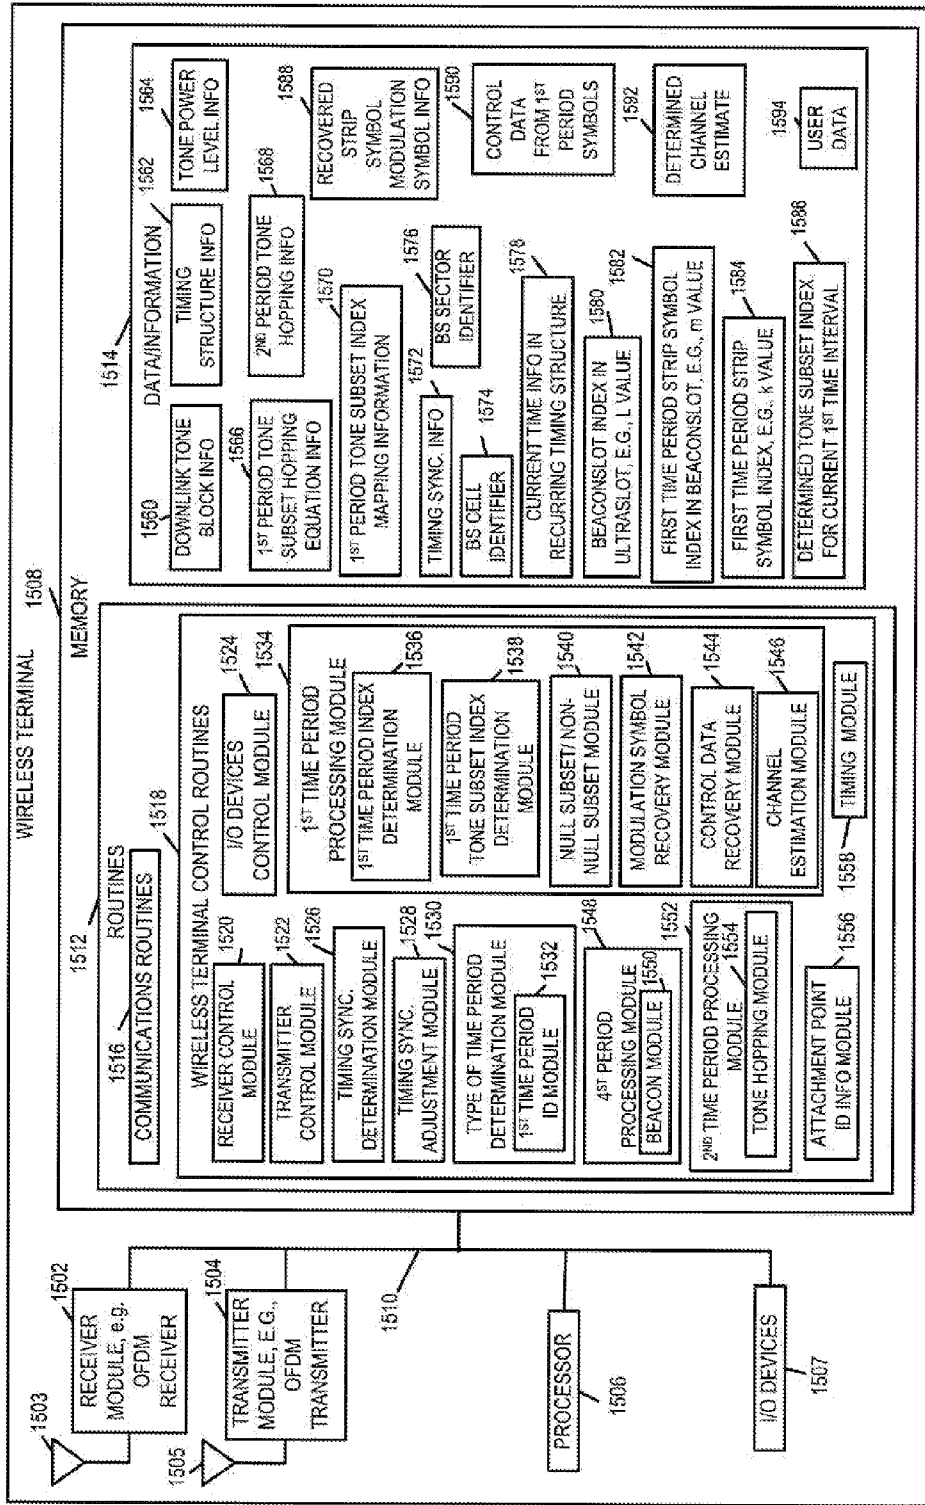 WIRELESS TERMINAL
1508
MEMORY
1503
1502
RECEIVER
MODULE, e.g.
OFDM
RECEIVER
1505
1504
TRANSMITTER
MODULE, E.G.,
OFDM
TRANSMITTER
1510
PROCESSOR
1506
I/O DEVICES
1507
1512
ROUTINES
1516
COMMUNICATIONS ROUTINES
1518
WIRELESS TERMINAL CONTROL ROUTINES
1520
RECEIVER CONTROL
MODULE
1522
TRANSMITTER
CONTROL MODULE
1526
TIMING SYNC.
DETERMINATION MODULE
1528
TIMING SYNC.
ADJUSTMENT MODULE
1530
TYPE OF TIME PERIOD
DETERMINATION MODULE
1532
1ST TIME PERIOD
ID MODULE
1548
4ST PERIOD
PROCESSING MODULE
1550
BEACON MODULE
1552
2ND TIME PERIOD PROCESSING
MODULE
1554
TONE HOPPING MODULE
1556
ATTACHMENT POINT
ID INFO MODULE
1524
I/O DEVICES
CONTROL MODULE
1534
1ST TIME PERIOD
PROCESSING MODULE
1536
1ST TIME PERIOD INDEX
DETERMINATION
MODULE
1538
1ST TIME PERIOD
TONE SUBSET INDEX
DETERMINATION
MODULE
1540
NULL SUBSET/ NON-
NULL SUBSET MODULE
1542
MODULATION SYMBOL
RECOVERY MODULE
1544
CONTROL DATA
RECOVERY MODULE
1546
CHANNEL
ESTIMATION MODULE
1558
TIMING MODULE
1514
DATA/INFORMATION
1560
DOWNLINK TONE
BLOCK INFO
1562
TIMING
STRUCTURE INFO
1564
TONE POWER
LEVEL INFO
1566
1ST PERIOD TONE
SUBSET HOPPING
EQUATION INFO
1568
2ND PERIOD TONE
HOPPING INFO
1570
1ST PERIOD TONE SUBSET INDEX
MAPPING INFORMATION
1572
TIMING SYNC. INFO
1574
BS CELL
IDENTIFIER
1576
BS SECTOR
IDENTIFIER
1578
CURRENT TIME INFO IN
RECURRING TIMING STRUCTURE
1580
BEACONSLOT INDEX IN
ULTRASLOT, E.G., L VALUE
1582
FIRST TIME PERIOD STRIP SYMBOL
INDEX IN BEACONSLOT, E.G., m VALUE
1584
FIRST TIME PERIOD STRIP
SYMBOL INDEX, E.G., k VALUE
1586
DETERMINED TONE SUBSET INDEX
FOR CURRENT 1ST TIME INTERVAL
1588
RECOVERED
STRIP
SYMBOL
MODULATION
SYMBOL INFO
1590
CONTROL
DATA
FROM 1ST
PERIOD
SYMBOLS
1592
DETERMINED
CHANNEL
ESTIMATE
1594
USER
DATA